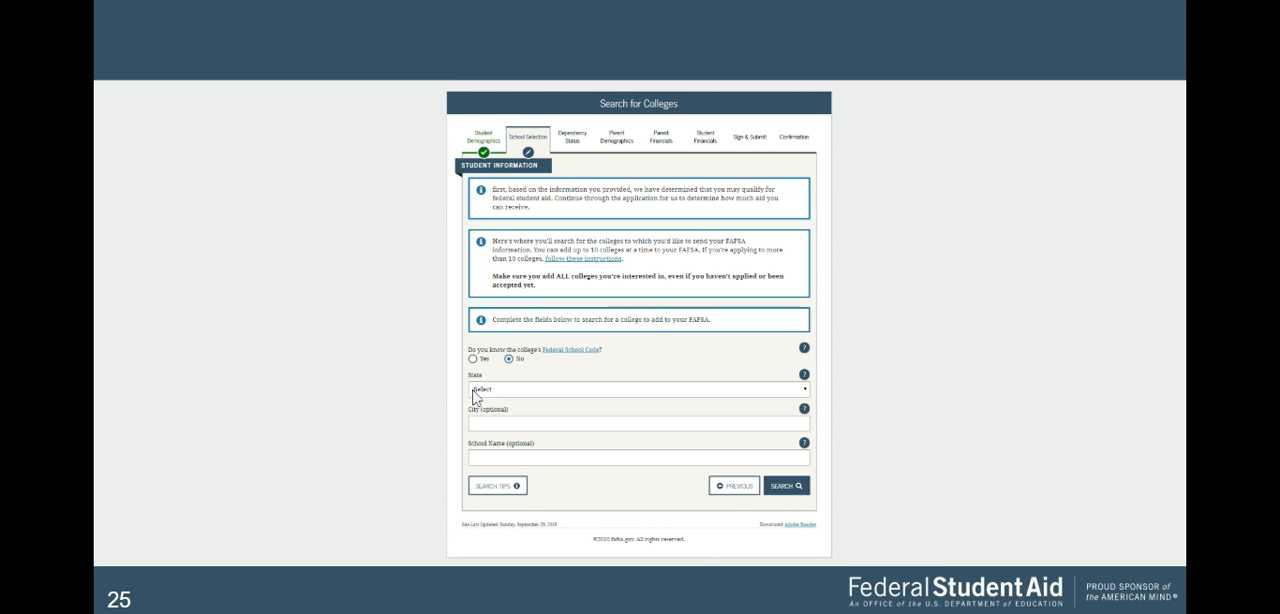 Search for Colleges
Student Demographics
School Selection
Dependency Status
Parent Demographics
Parent Financials
Student Financials
Sign & Submit
Confirmation
STUDENT INFORMATION
first, based on the information you provided, we have determined that you may qualify for
federal student aid. Continue through the application for us to determine how much aid you
can receive.
Here's where you'll search for the colleges to which you'd like to send your FAFSA
information. You can add up to 10 colleges at a time to your FAFSA. If you're applying to more
than 10 colleges, follow these instructions.
Make sure you add ALL colleges you're interested in, even if you haven't applied or been
accepted yet.
Complete the fields below to search for a college to add to your FAFSA.
Do you know the college's Federal School Code?
Yes No
State
Select
City (optional)
School Name (optional)
SEARCH TIPS
PREVIOUS
SEARCH
Site Last Updated: Sunday, September 29,
Download Adobe Reader
©2010 fafsa.gov. All rights reserved.
25
Federal Student Aid
An OFFICE of the U.S. DEPARTMENT of EDUCATION
PROUD SPONSOR of
the AMERICAN MIND®